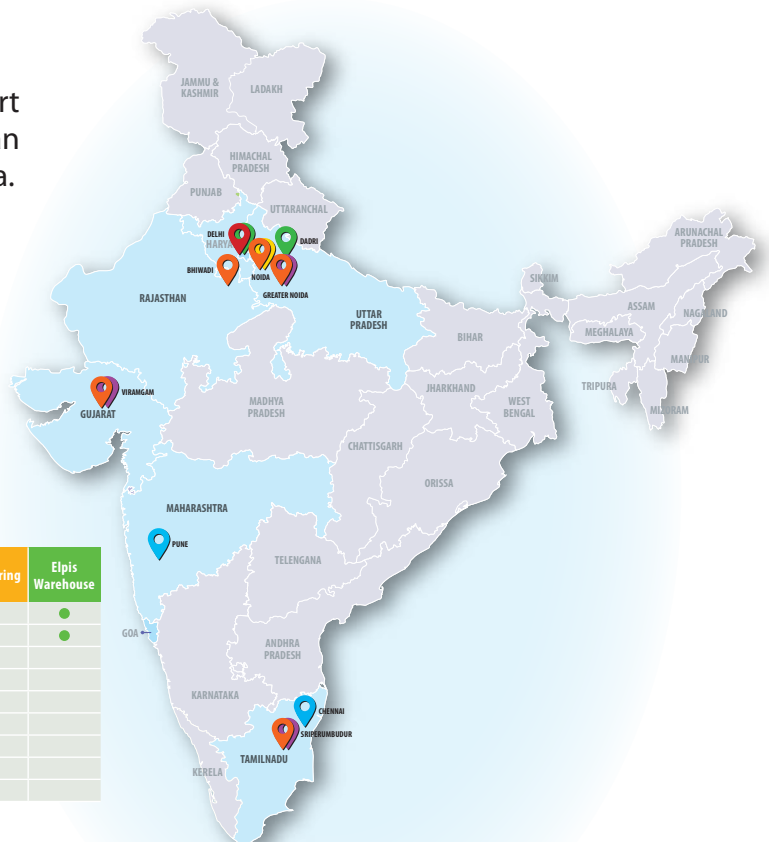 rt
an
a.
JAMMU &
KASHMIR
LADAKH
HIMACHAL
PRADESH
PUNJAB
UTTARANCHAL
DELHI
HARYA
DADRI
BHIWADI
NOIDA
GREATER NOIDA
RAJASTHAN
UTTAR
PRADESH
ARUNACHAL
PRADESH
SIKKIM
ASSAM
NAGALAND
MEGHALAYA
MANIPUR
TRIPURA
MIZORAM
BIHAR
JHARKHAND
WEST
BENGAL
VIRAMGAM
GUJARAT
MADHYA
PRADESH
CHATTISGARH
ORISSA
MAHARASHTRA
PUNE
TELENGANA
ring
Elpis
Warehouse
GOA
ANDHRA
PRADESH
KARNATAKA
CHENNAI
SRIPERUMBUDUR
TAMILNADU
KERELA